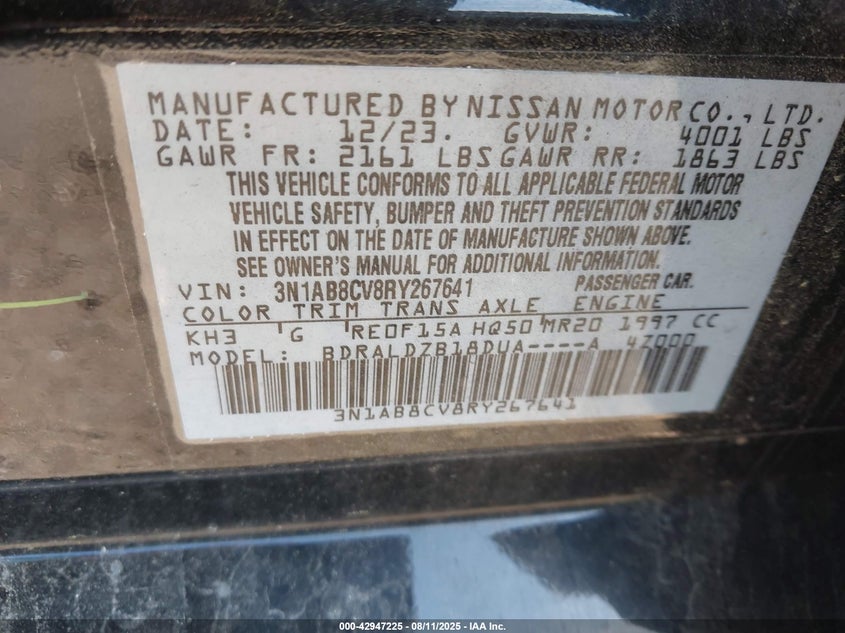 MANUFACTURED BY NISSAN MOTOR CO., LTD.
DATE: 12/23. GVWR: 4001 LBS
GAWR FR: 2161 LBS GAWR RR: 1863 LBS
THIS VEHICLE CONFORMS TO ALL APPLICABLE FEDERAL MOTOR
VEHICLE SAFETY, BUMPER AND THEFT PREVENTION STANDARDS
IN EFFECT ON THE DATE OF MANUFACTURE SHOWN ABOVE.
SEE OWNER'S MANUAL FOR ADDITIONAL INFORMATION.
VIN: 3N1AB8CV8RY267641 PASSENGER CAR.
COLOR TRIM TRANS AXLE ENGINE
KH3 G RE0F15A HQ50 MR20 1997 CC
MODEL: BDRALDZB18DUA----A 4Z000
3N1AB8CV8RY267641
000-42947225 - 08/11/2025 - IAA Inc.